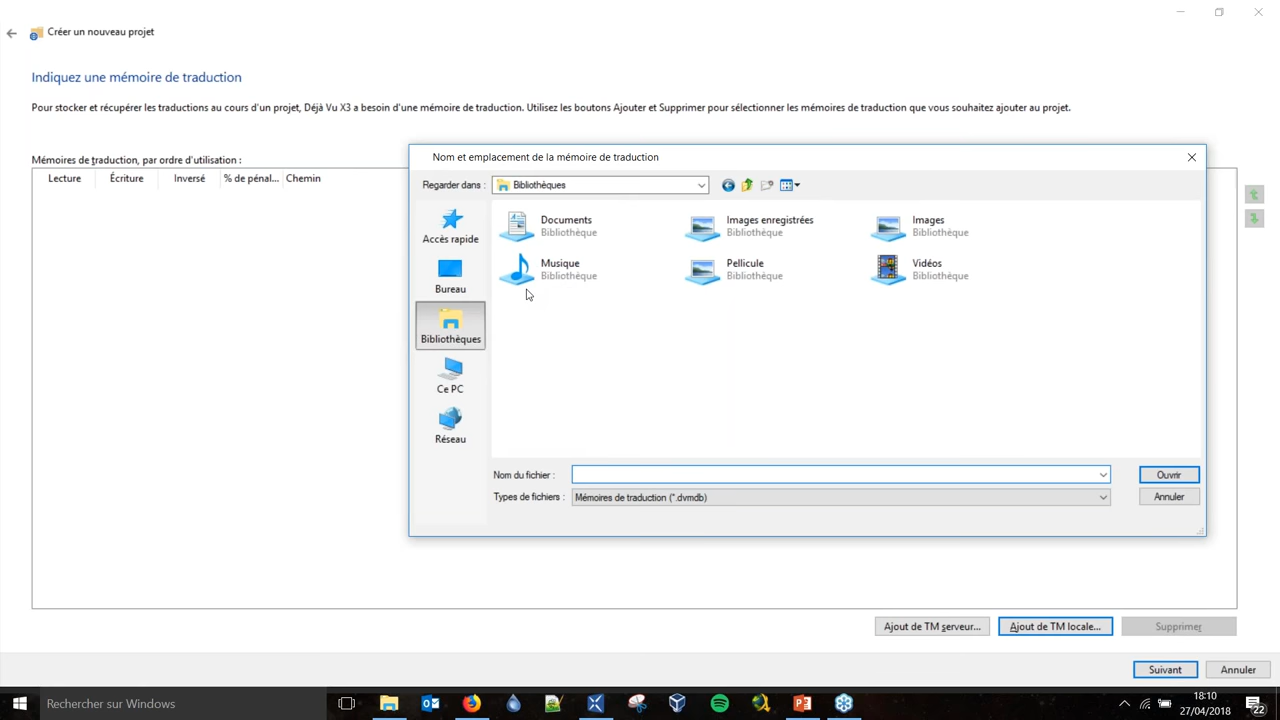 Créer un nouveau projet
Indiquez une mémoire de traduction
Pour stocker et récupérer les traductions au cours d'un projet, Déjà Vu X3 a besoin d'une mémoire de traduction. Utilisez les boutons Ajouter et Supprimer pour sélectionner les mémoires de traduction que vous souhaitez ajouter au projet.
Mémoires de traduction, par ordre d'utilisation :
Lecture Écriture Inversé % de pénal... Chemin
Nom et emplacement de la mémoire de traduction
Regarder dans : Bibliothèques
Accès rapide
Bureau
Bibliothèques
Ce PC
Réseau
Documents
Bibliothèque
Images enregistrées
Bibliothèque
Images
Bibliothèque
Musique
Bibliothèque
Pellicule
Bibliothèque
Vidéos
Bibliothèque
Nom du fichier : Ouvrir
Types de fichiers : Mémoires de traduction (*.dvmdb) Annuler
Ajout de TM serveur... Ajout de TM locale... Supprimer
Suivant Annuler
Rechercher sur Windows
18:10
27/04/2018
22